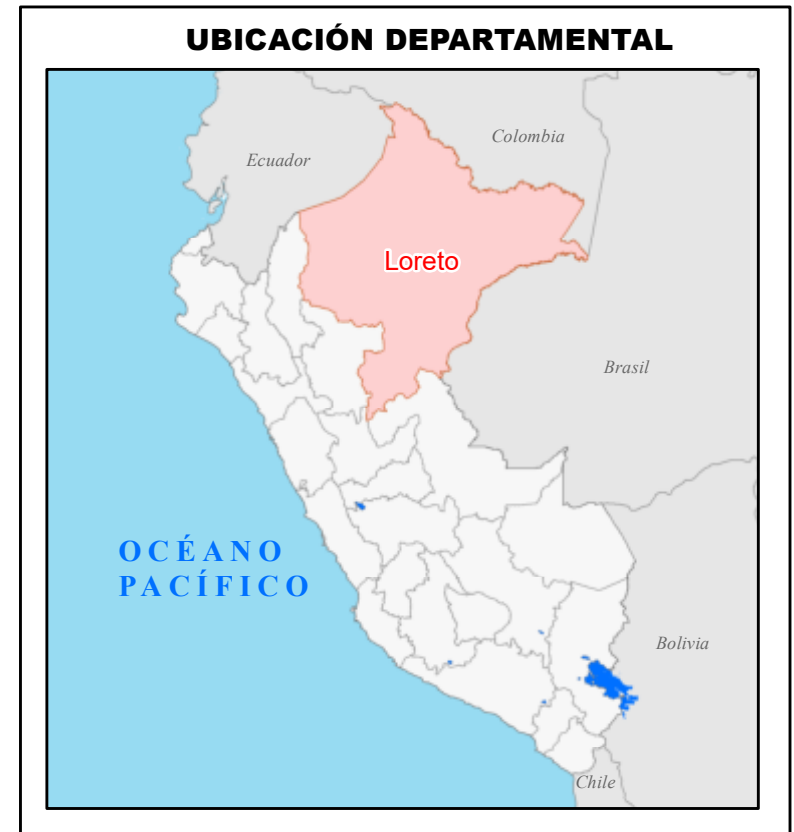 UBICACIÓN DEPARTAMENTAL
Colombia
Ecuador
Loreto
Brasil
OCÉANO
PACÍFICO
Bolivia
Chile